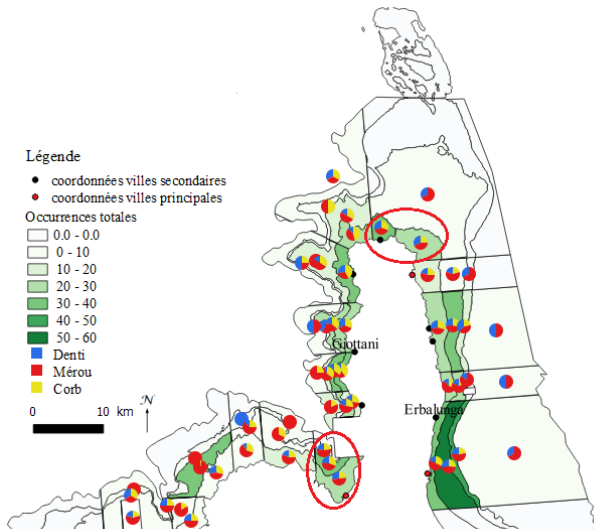 Légende
coordonnées villes secondaires
coordonnées villes principales
Occurrences totales
0.0 - 0.0
0 - 10
10 - 20
20 - 30
30 - 40
40 - 50
50 - 60
Denti
Mérou
Corb
N
0 10 km
Giottani
Erbalunga